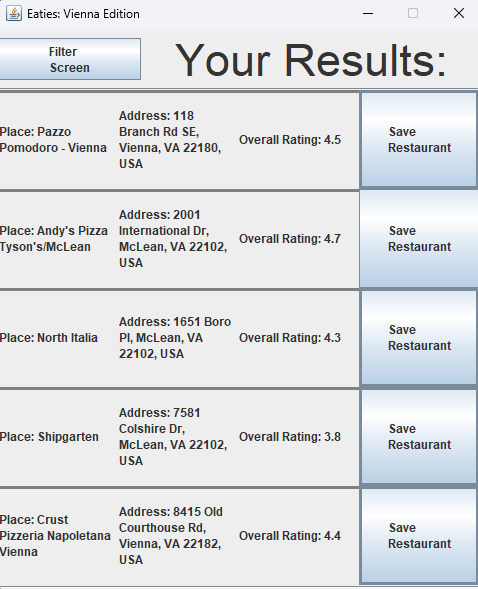 Eaties: Vienna Edition
Filter
Screen
Your Results:
Place: Pazzo
Pomodoro - Vienna
Address: 118
Branch Rd SE,
Vienna, VA 22180,
USA
Overall Rating: 4.5
Save
Restaurant
Place: Andy's Pizza
Tyson's/McLean
Address: 2001
International Dr,
McLean, VA 22102,
USA
Overall Rating: 4.7
Save
Restaurant
Place: North Italia
Address: 1651 Boro
Pl, McLean, VA
22102, USA
Overall Rating: 4.3
Save
Restaurant
Place: Shipgarten
Address: 7581
Colshire Dr,
McLean, VA 22102,
USA
Overall Rating: 3.8
Save
Restaurant
Place: Crust
Pizzeria Napoletana
Vienna
Address: 8415 Old
Courthouse Rd,
Vienna, VA 22182,
USA
Overall Rating: 4.4
Save
Restaurant